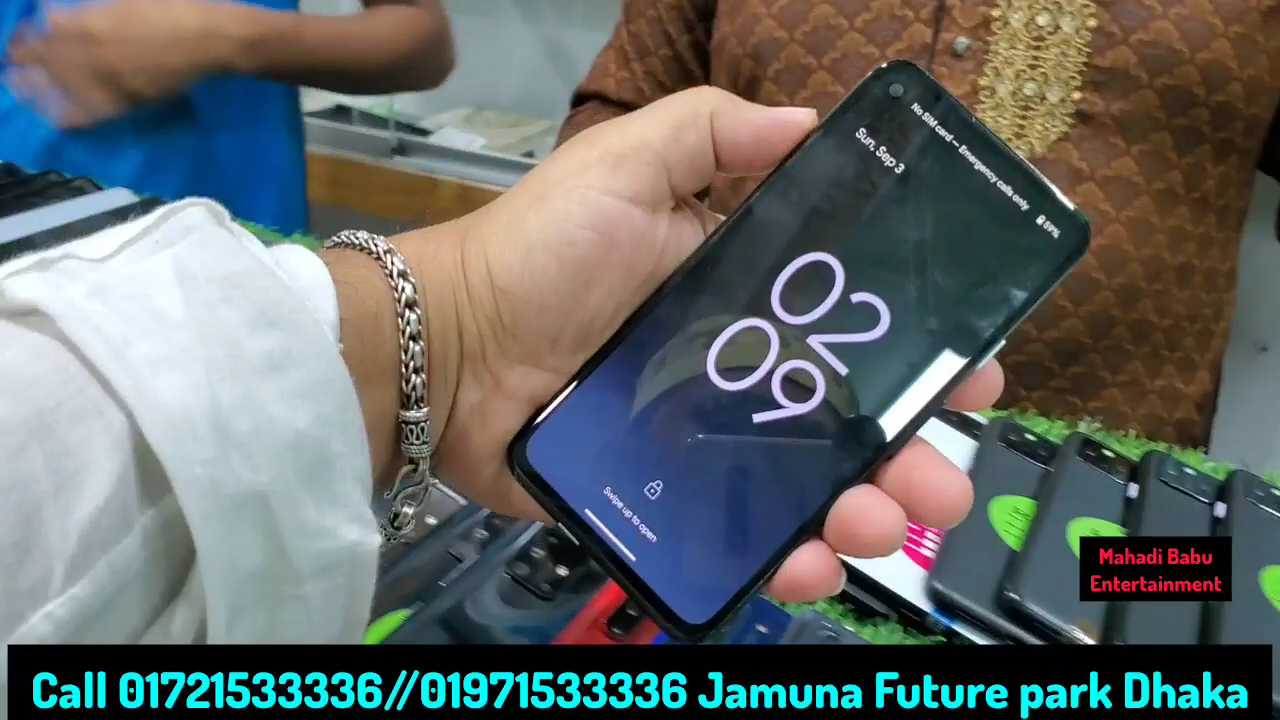 No SIM card — Emergency calls only
59%
Sun, Sep 3
02
09
Swipe up to open
Mahadi Babu
Entertainment
Call 01721533336//01971533336 Jamuna Future park Dhaka